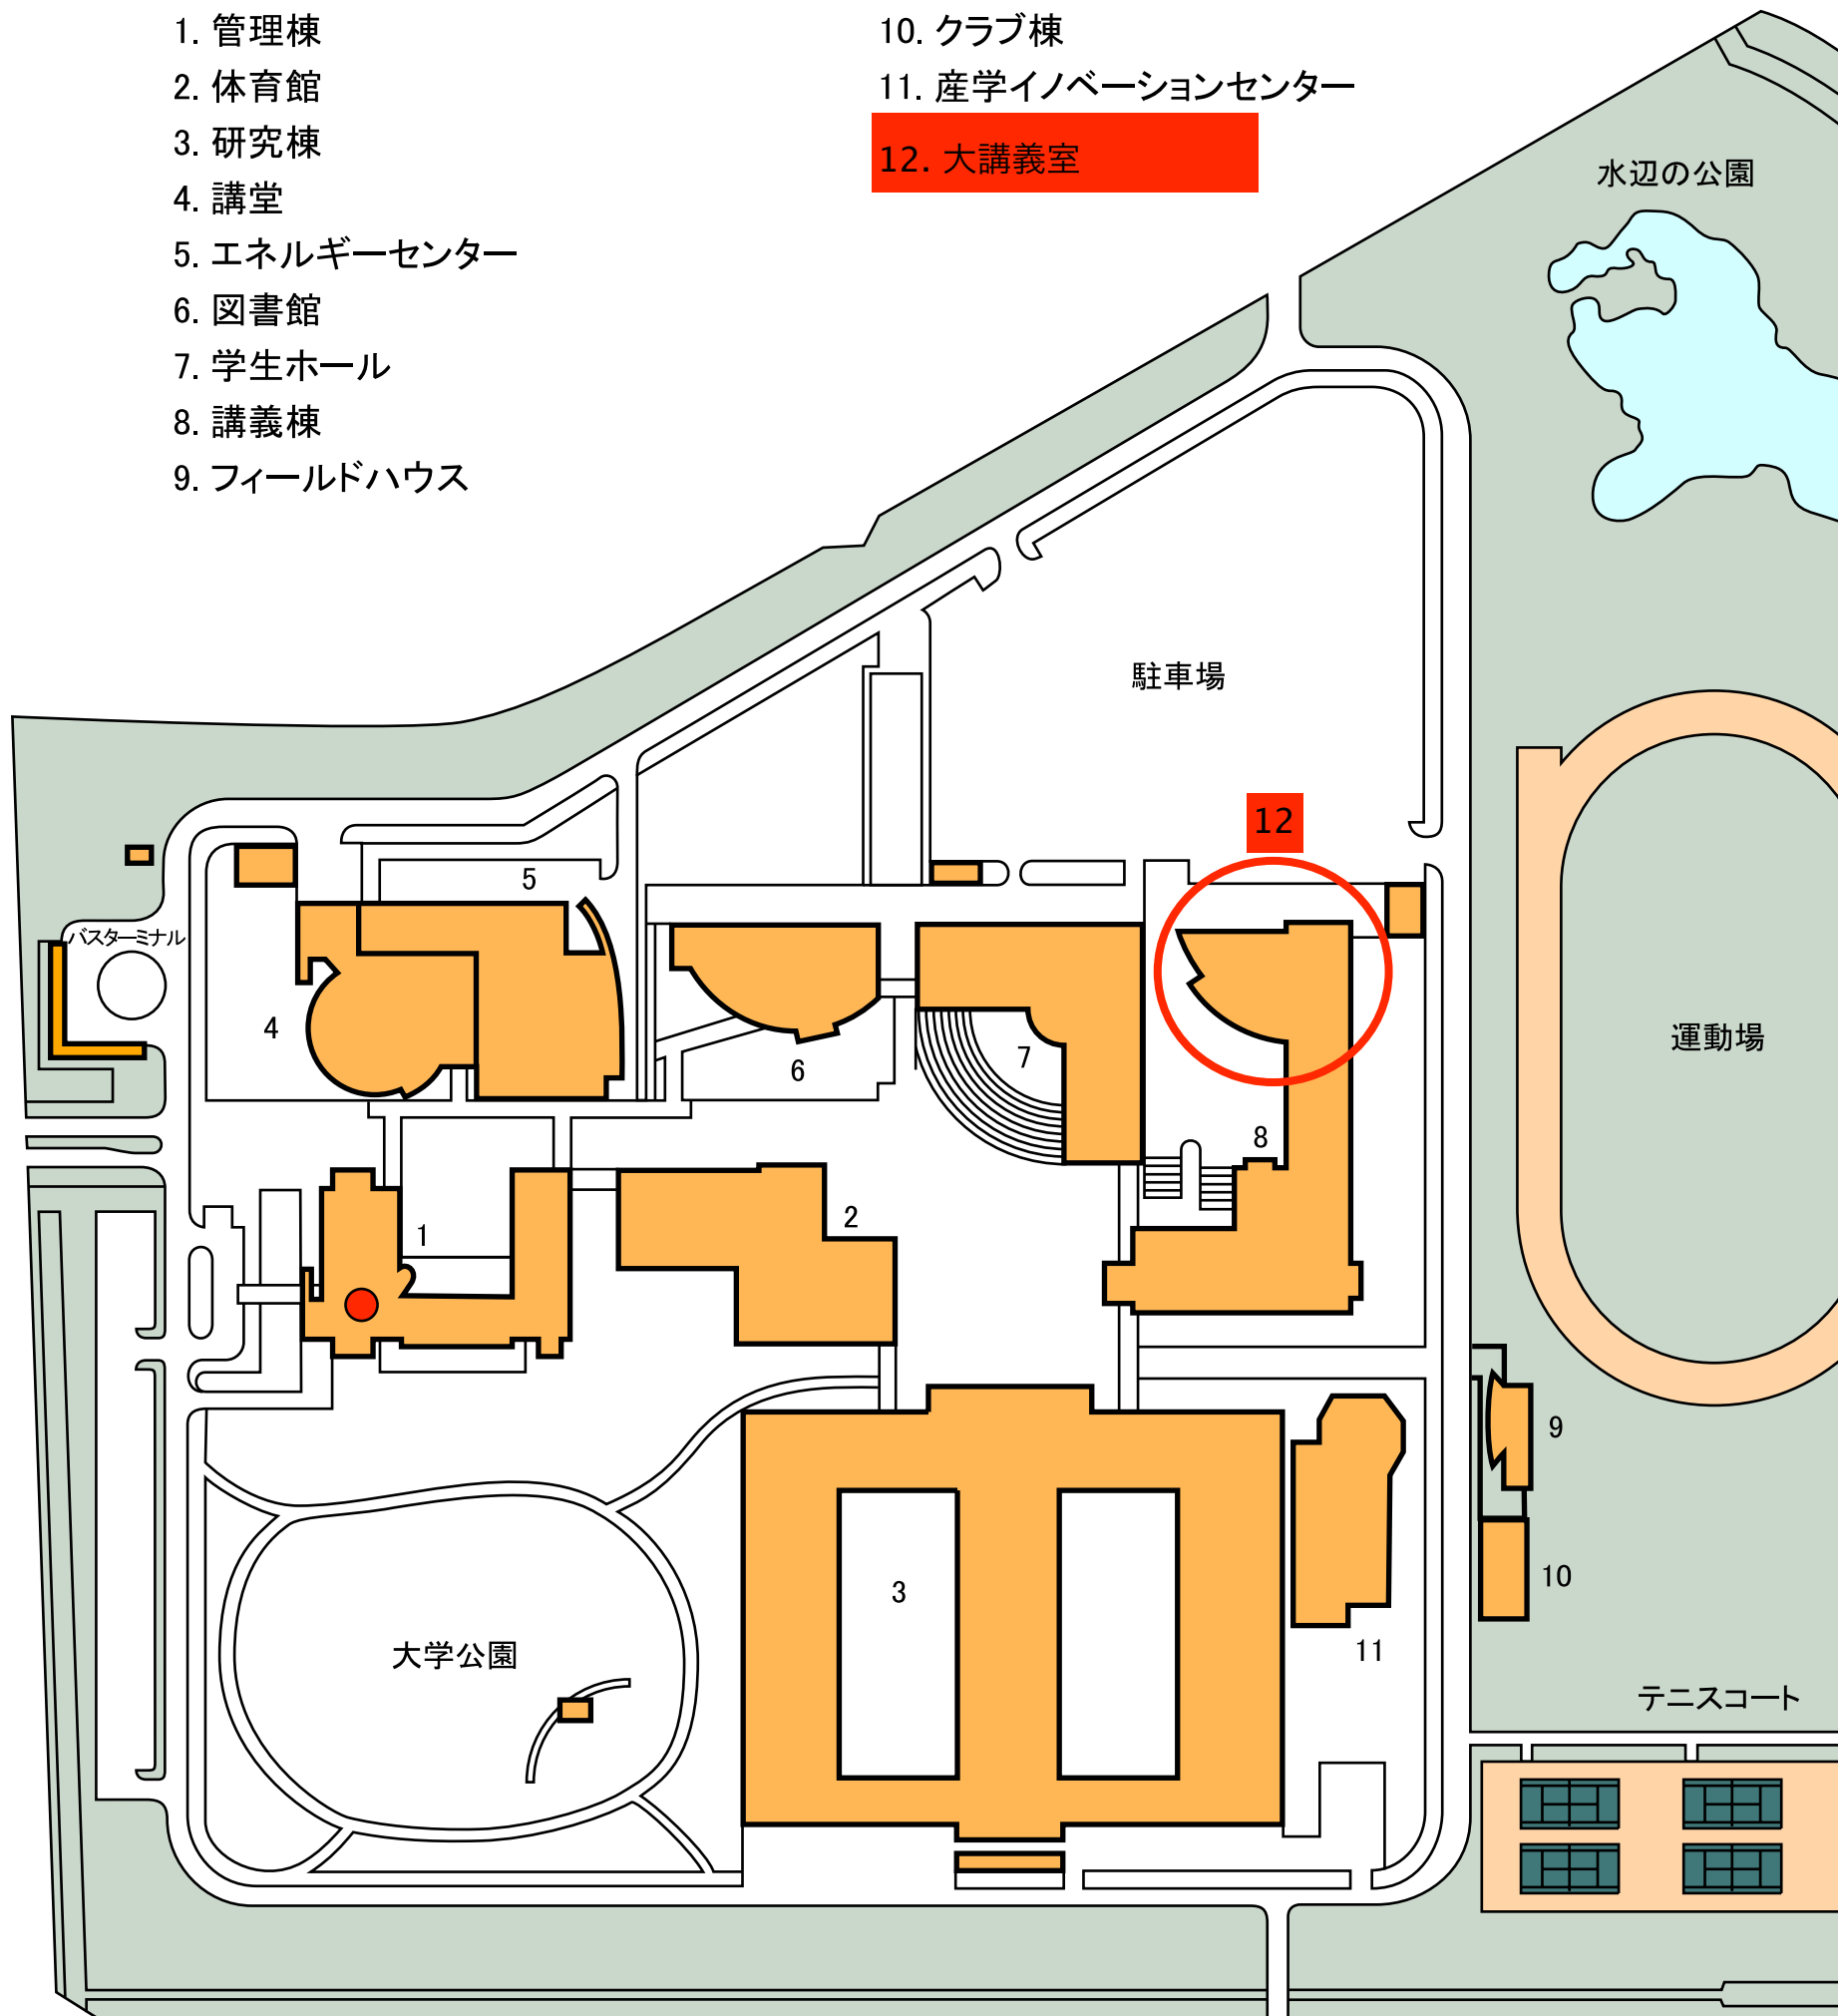 1. 管理棟
2. 体育館
3. 研究棟
4. 講堂
5. エネルギーセンター
6. 図書館
7. 学生ホール
8. 講義棟
9. フィールドハウス
10. クラブ棟
11. 産学イノベーションセンター
12. 大講義室
水辺の公園
駐車場
12
5
バスターミナル
4
6
7
運動場
8
1
2
9
3
10
11
大学公園
テニスコート